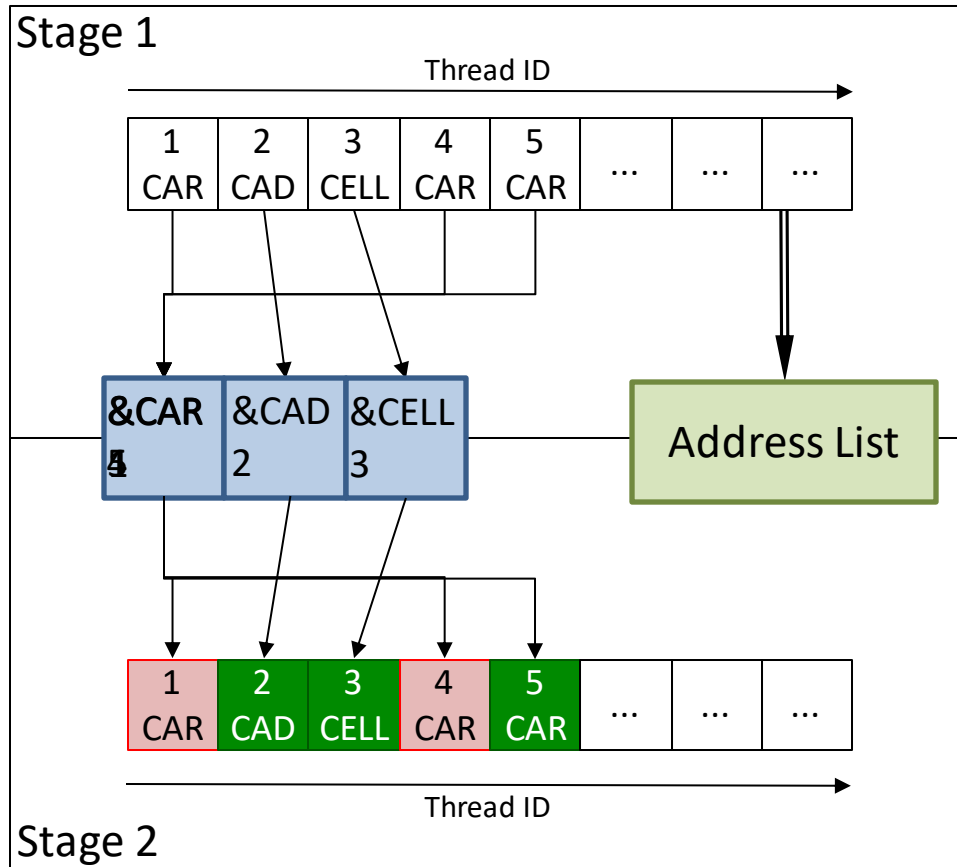 Stage 1
Thread ID
1 2 3 4 5
CAR CAD CELL CAR CAR ... ... ...
&CAR &CAD &CELL
2 3
Address List
1 2 3 4 5
CAR CAD CELL CAR CAR ... ... ...
Thread ID
Stage 2